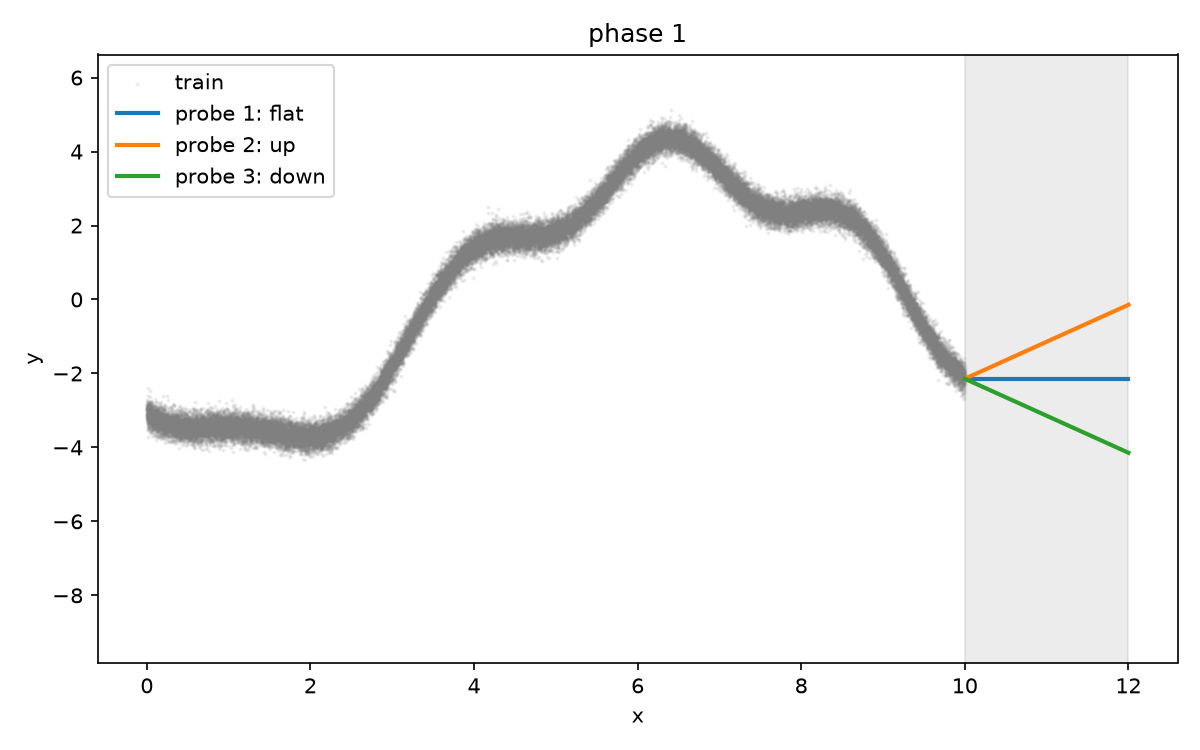 phase 1
train
probe 1: flat
probe 2: up
probe 3: down
6
4
2
0
−2
−4
−6
−8
y
0 2 4 6 8 10 12
x